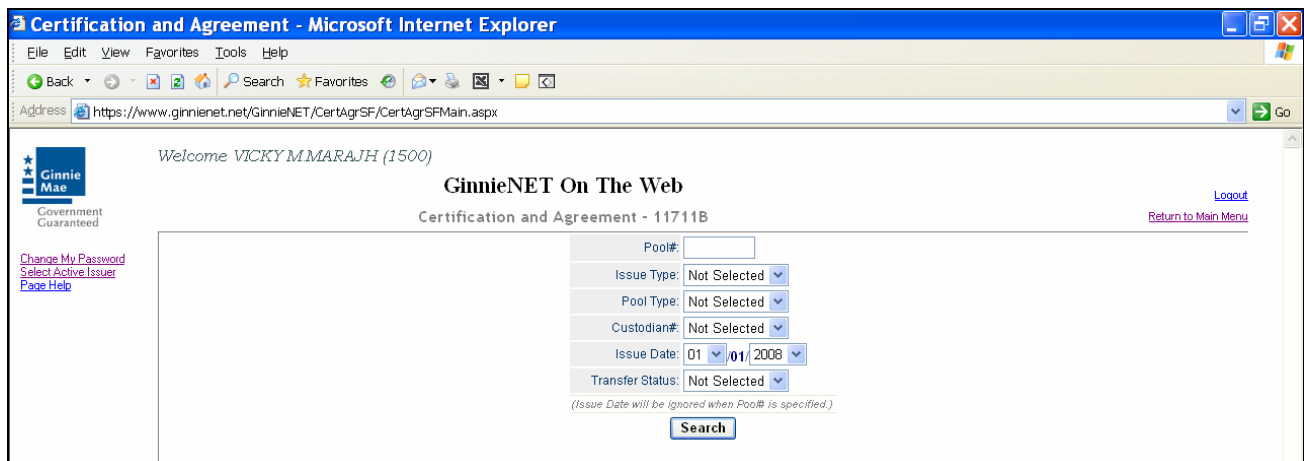 Certification and Agreement - Microsoft Internet Explorer
File Edit View Favorites Tools Help
Back Search Favorites
Address https://www.ginnienet.net/GinnieNET/CertAgrSF/CertAgrSFMain.aspx Go
Welcome VICKY M.MARAJH (1500)
Ginnie
Mae
Government
Guaranteed
GinnieNET On The Web
Logout
Certification and Agreement - 11711B
Return to Main Menu
Change My Password
Select Active Issuer
Page Help
Pool#:
Issue Type: Not Selected
Pool Type: Not Selected
Custodian#: Not Selected
Issue Date: 01 /01/ 2008
Transfer Status: Not Selected
(Issue Date will be ignored when Pool# is specified.)
Search